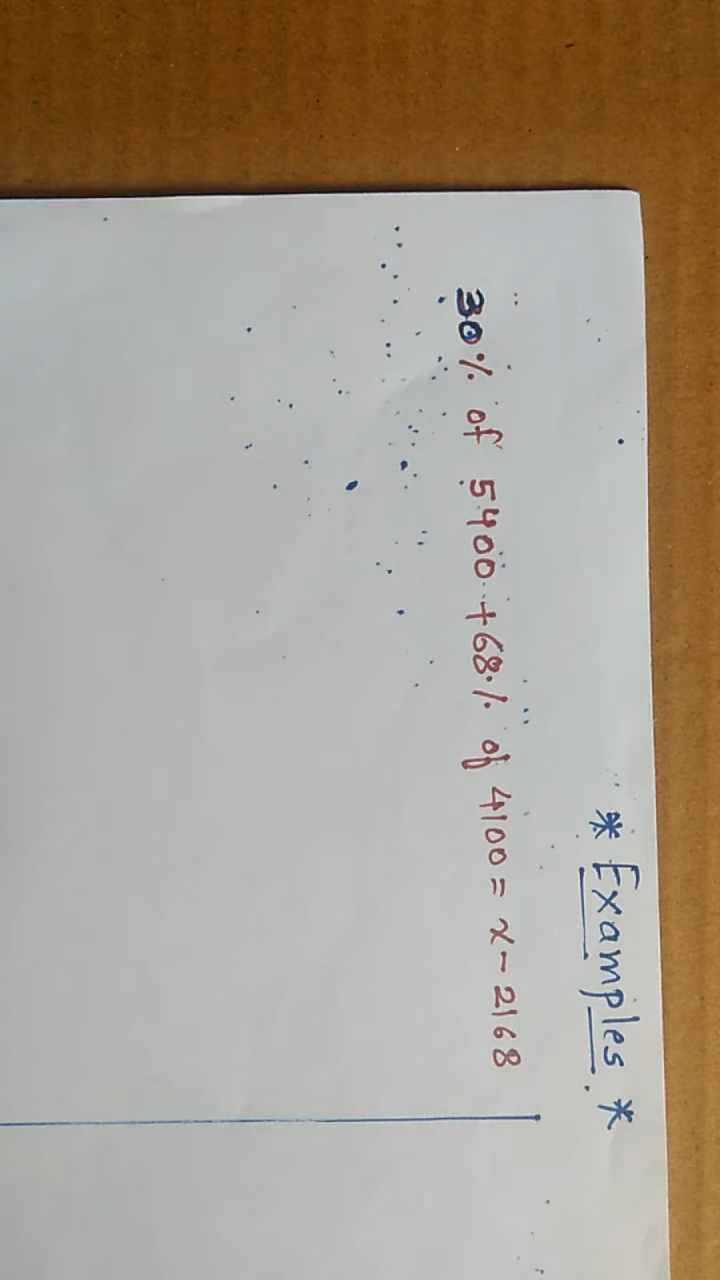 * Examples *
30% of 5400 + 68% of 4100 = x - 2168